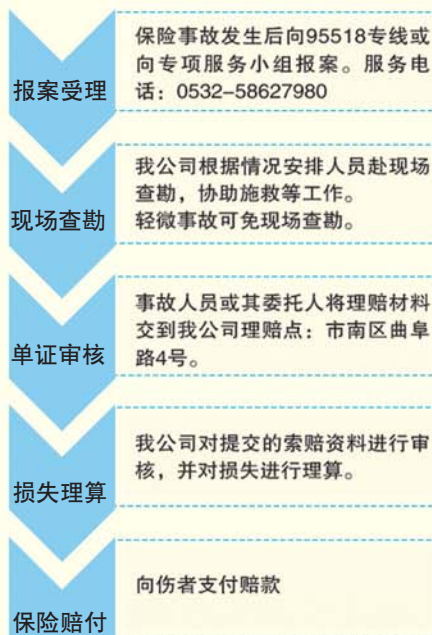 报案受理
保险事故发生后向95518专线或
向专项服务小组报案。服务电
话：0532-58627980
现场查勘
我公司根据情况安排人员赴现场
查勘，协助施救等工作。
轻微事故可免现场查勘。
单证审核
事故人员或其委托人将理赔材料
交到我公司理赔点：市南区曲阜
路4号。
损失理算
我公司对提交的索赔资料进行审
核，并对损失进行理算。
保险赔付
向伤者支付赔款